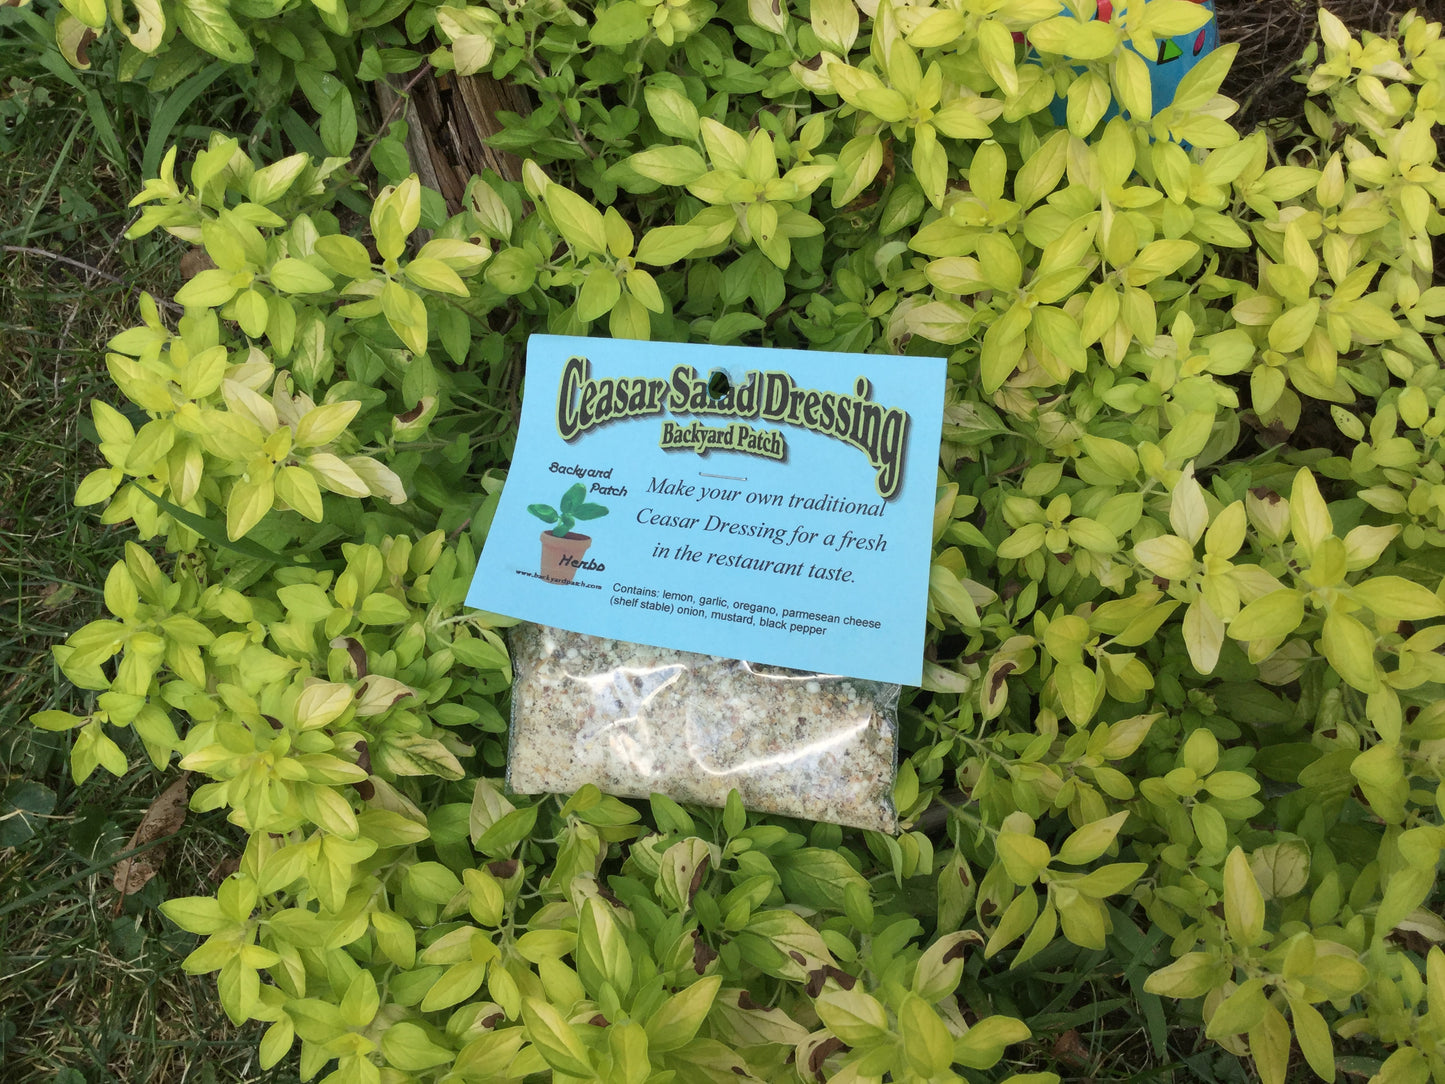 Ceasar Salad Dressing
Backyard Patch
Backyard
Patch
Herbs
www.backyardpatch.com
Make your own traditional
Ceasar Dressing for a fresh
in the restaurant taste.
Contains: lemon, garlic, oregano, parmesean cheese
(shelf stable) onion, mustard, black pepper